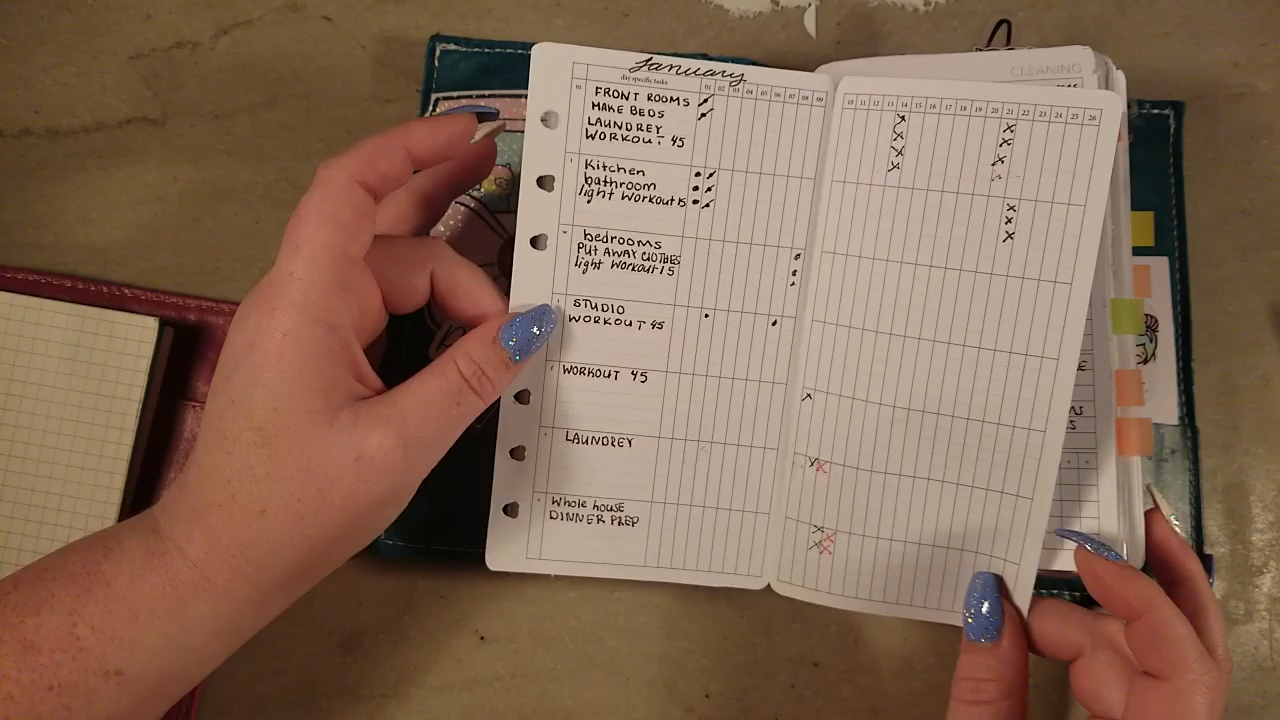 January
CLEANING
day specific tasks
01 02 03 04 05 06 07 08 09 10 11 12 13 14 15 16 17 18 19 20 21 22 23 24 25 26
m
FRONT ROOMS
MAKE BEDS
LAUNDREY
WORKOUT 45
t
Kitchen
bathroom
light Workout 15
w
bedrooms
PUT AWAY CLOTHES
light Workout 15
STUDIO
WORKOUT 45
WORKOUT 45
LAUNDREY
Whole house
DINNER PREP